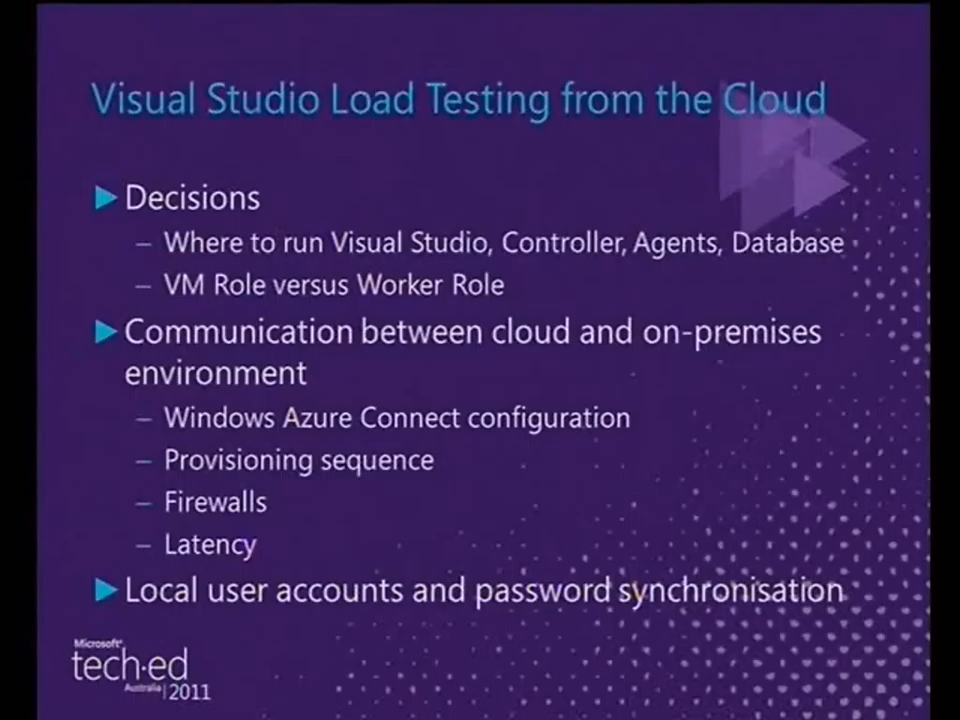 Visual Studio Load Testing from the Cloud
Decisions
– Where to run Visual Studio, Controller, Agents, Database
– VM Role versus Worker Role
Communication between cloud and on-premises
environment
– Windows Azure Connect configuration
– Provisioning sequence
– Firewalls
– Latency
Local user accounts and password synchronisation
Microsoft®
tech·ed
Australia | 2011